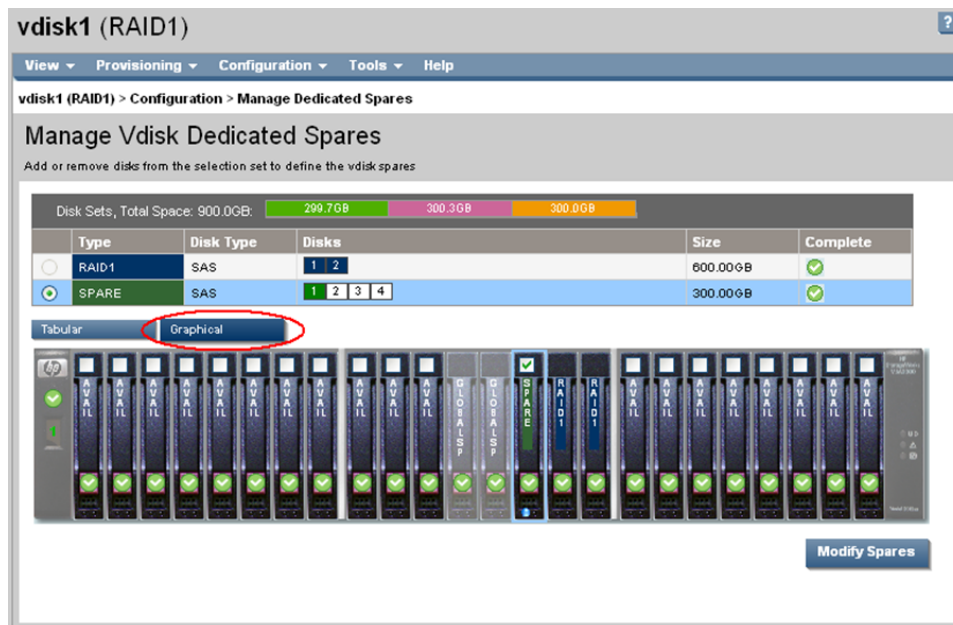 vdisk1 (RAID1)
?
View Provisioning Configuration Tools Help
vdisk1 (RAID1) > Configuration > Manage Dedicated Spares
Manage Vdisk Dedicated Spares
Add or remove disks from the selection set to define the vdisk spares
Disk Sets, Total Space: 900.0GB: 299.7GB 300.3GB 300.0GB
Type Disk Type Disks Size Complete
RAID1 SAS 1 2 600.00GB
SPARE SAS 1 2 3 4 300.00GB
Tabular Graphical
hp
1
AVAIL AVAIL AVAIL AVAIL AVAIL AVAIL AVAIL AVAIL AVAIL AVAIL AVAIL AVAIL GLOBALSP GLOBALSP SPARE RAID1 RAID1 AVAIL AVAIL AVAIL AVAIL AVAIL AVAIL AVAIL AVAIL
Modify Spares